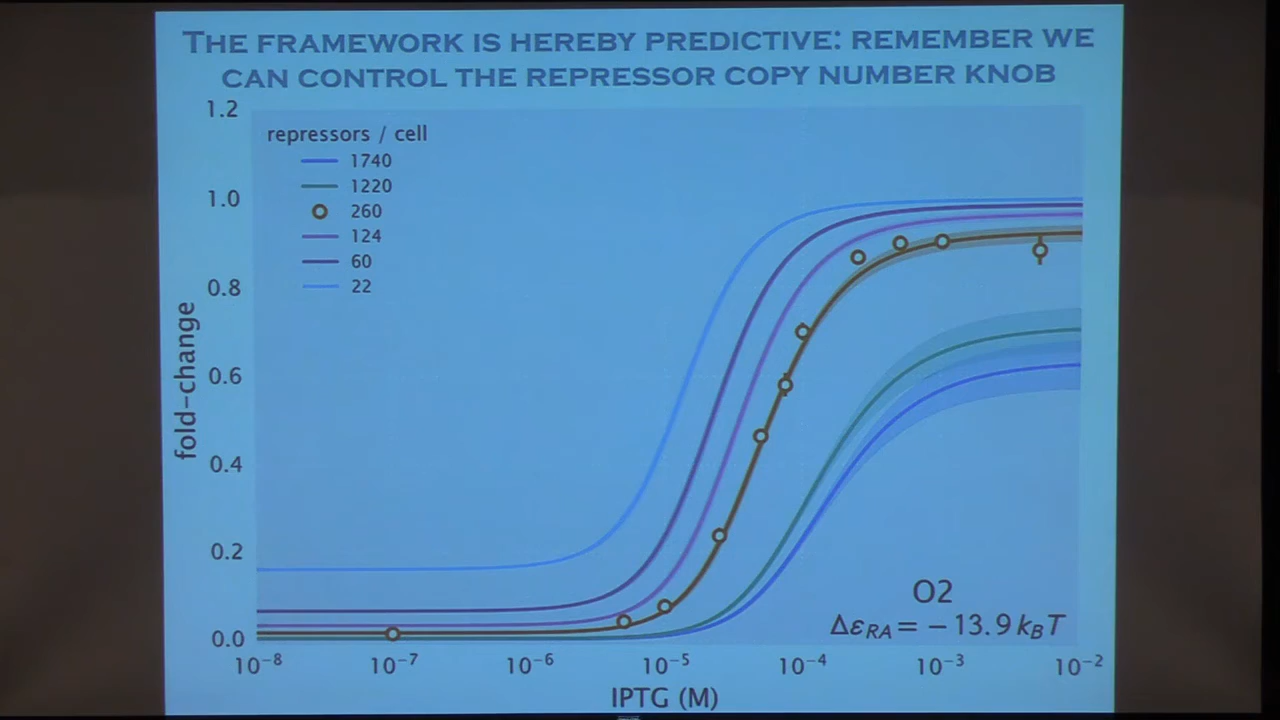 THE FRAMEWORK IS HEREBY PREDICTIVE: REMEMBER WE
CAN CONTROL THE REPRESSOR COPY NUMBER KNOB
1.2
1.0
0.8
0.6
0.4
0.2
0.0
fold-change
repressors / cell
1740
1220
260
124
60
22
O2
Δε_RA = −13.9 k_BT
10⁻⁸ 10⁻⁷ 10⁻⁶ 10⁻⁵ 10⁻⁴ 10⁻³ 10⁻²
IPTG (M)